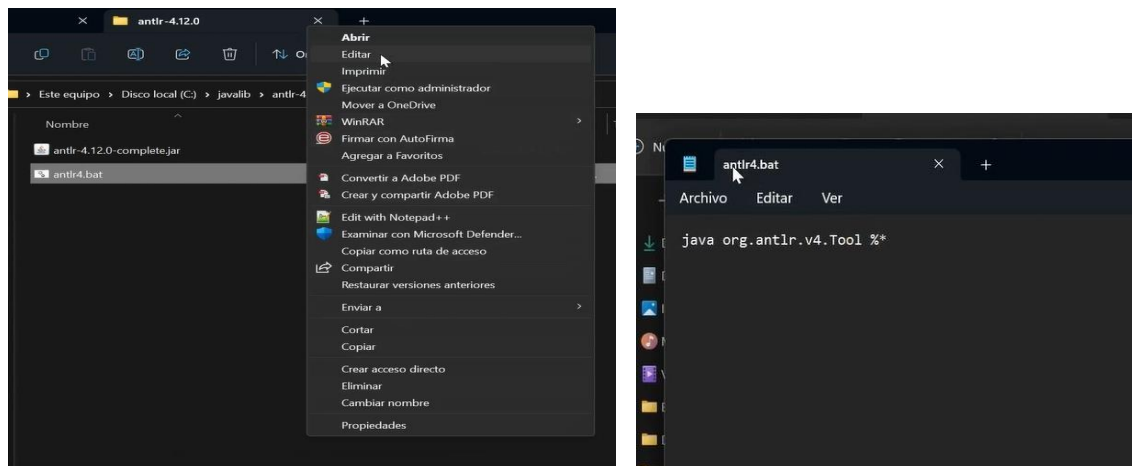 antlr-4.12.0
Abrir
Editar
Imprimir
Ejecutar como administrador
Mover a OneDrive
WinRAR
Firmar con AutoFirma
Agregar a Favoritos
Convertir a Adobe PDF
Crear y compartir Adobe PDF
Edit with Notepad++
Examinar con Microsoft Defender...
Copiar como ruta de acceso
Compartir
Restaurar versiones anteriores
Enviar a
Cortar
Copiar
Crear acceso directo
Eliminar
Cambiar nombre
Propiedades
Este equipo > Disco local (C:) > javalib > antlr-4
Nombre
antlr-4.12.0-complete.jar
antlr4.bat
antlr4.bat
Archivo Editar Ver
java org.antlr.v4.Tool %*